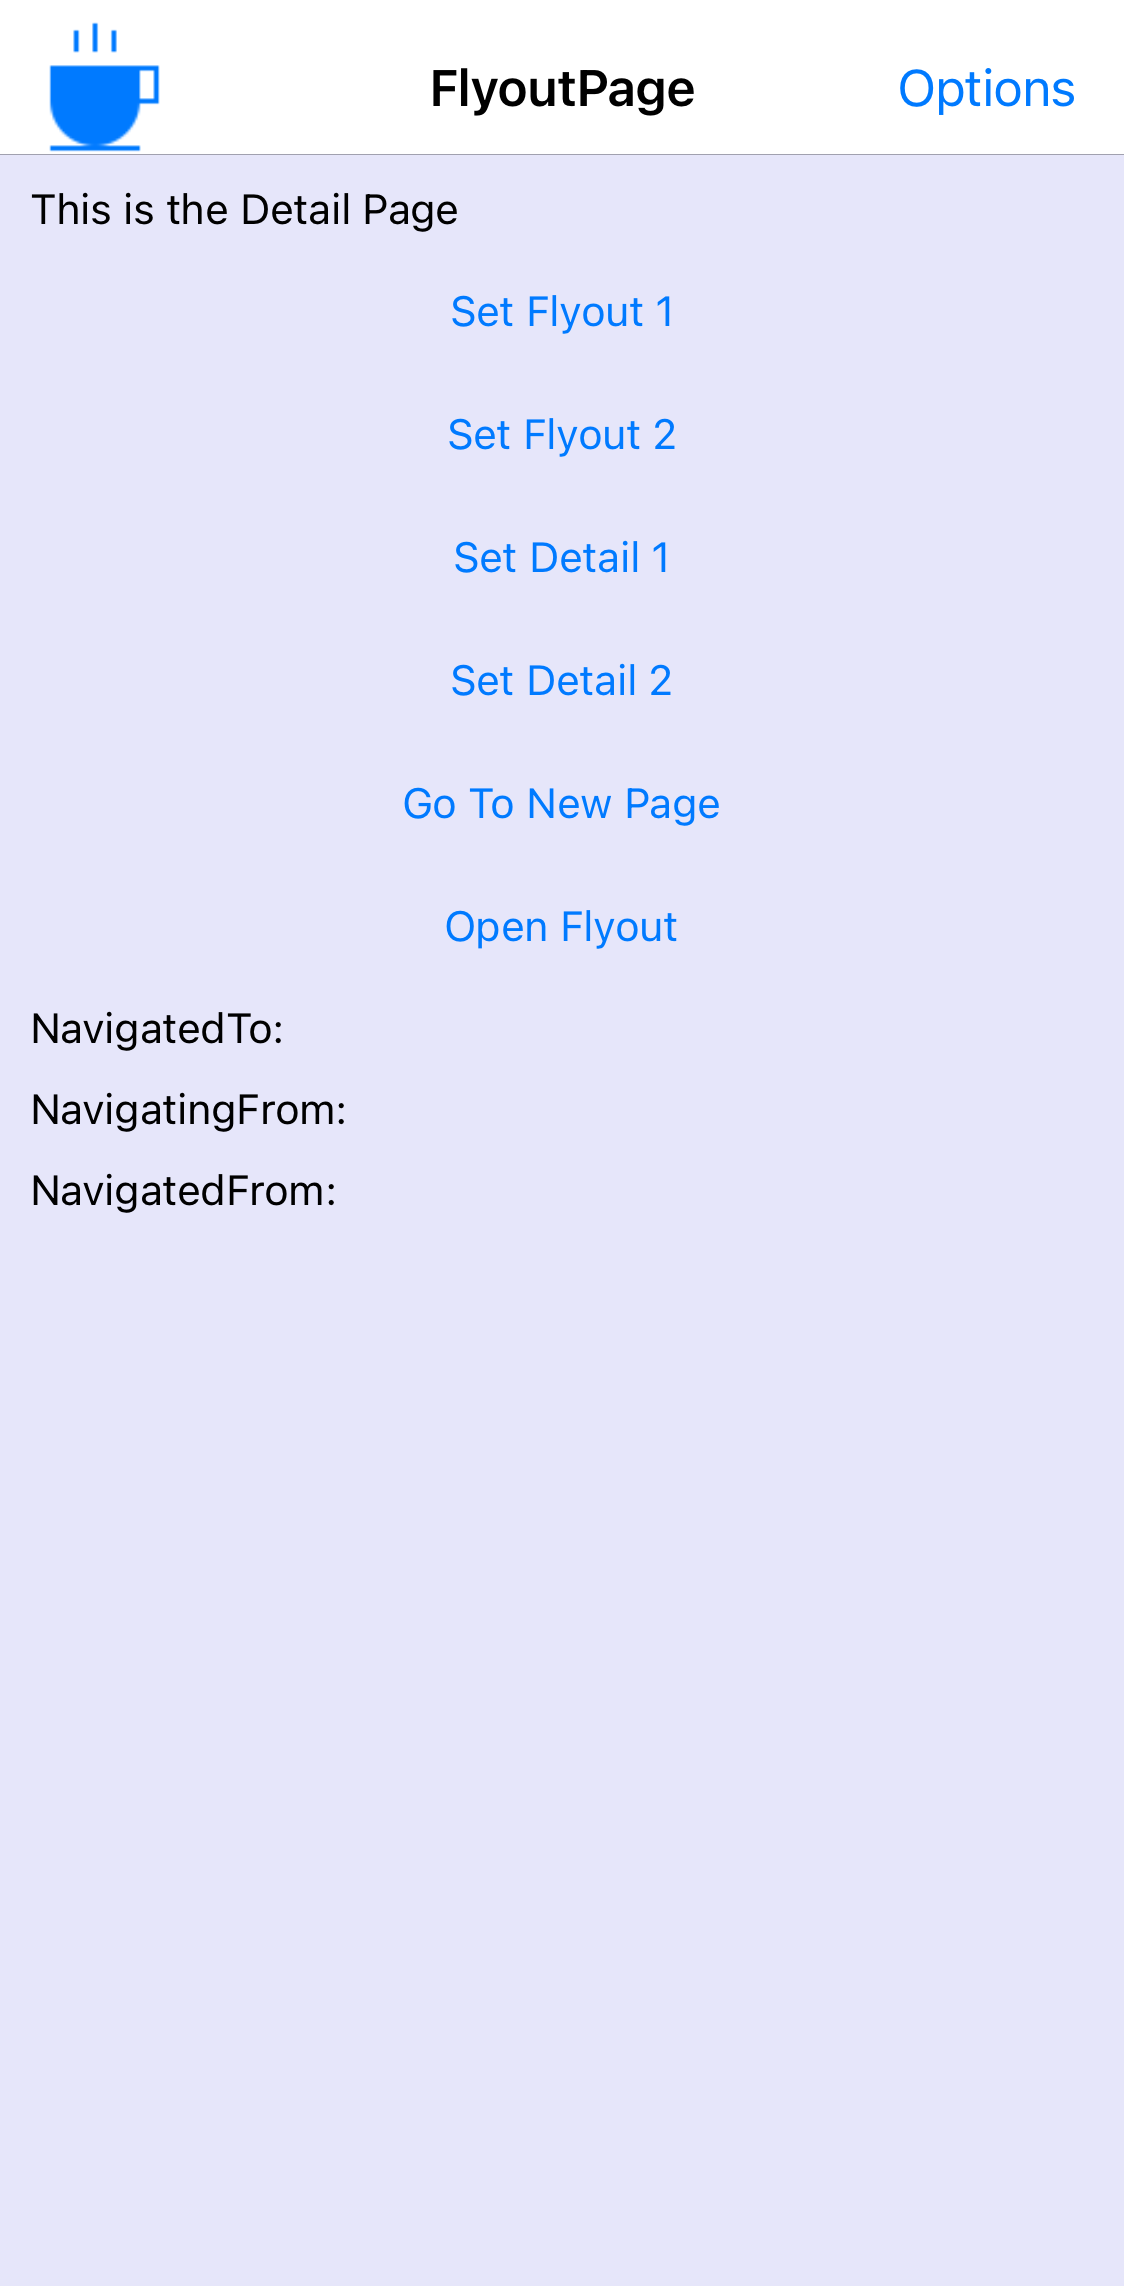 FlyoutPage
Options
This is the Detail Page
Set Flyout 1
Set Flyout 2
Set Detail 1
Set Detail 2
Go To New Page
Open Flyout
NavigatedTo:
NavigatingFrom:
NavigatedFrom: